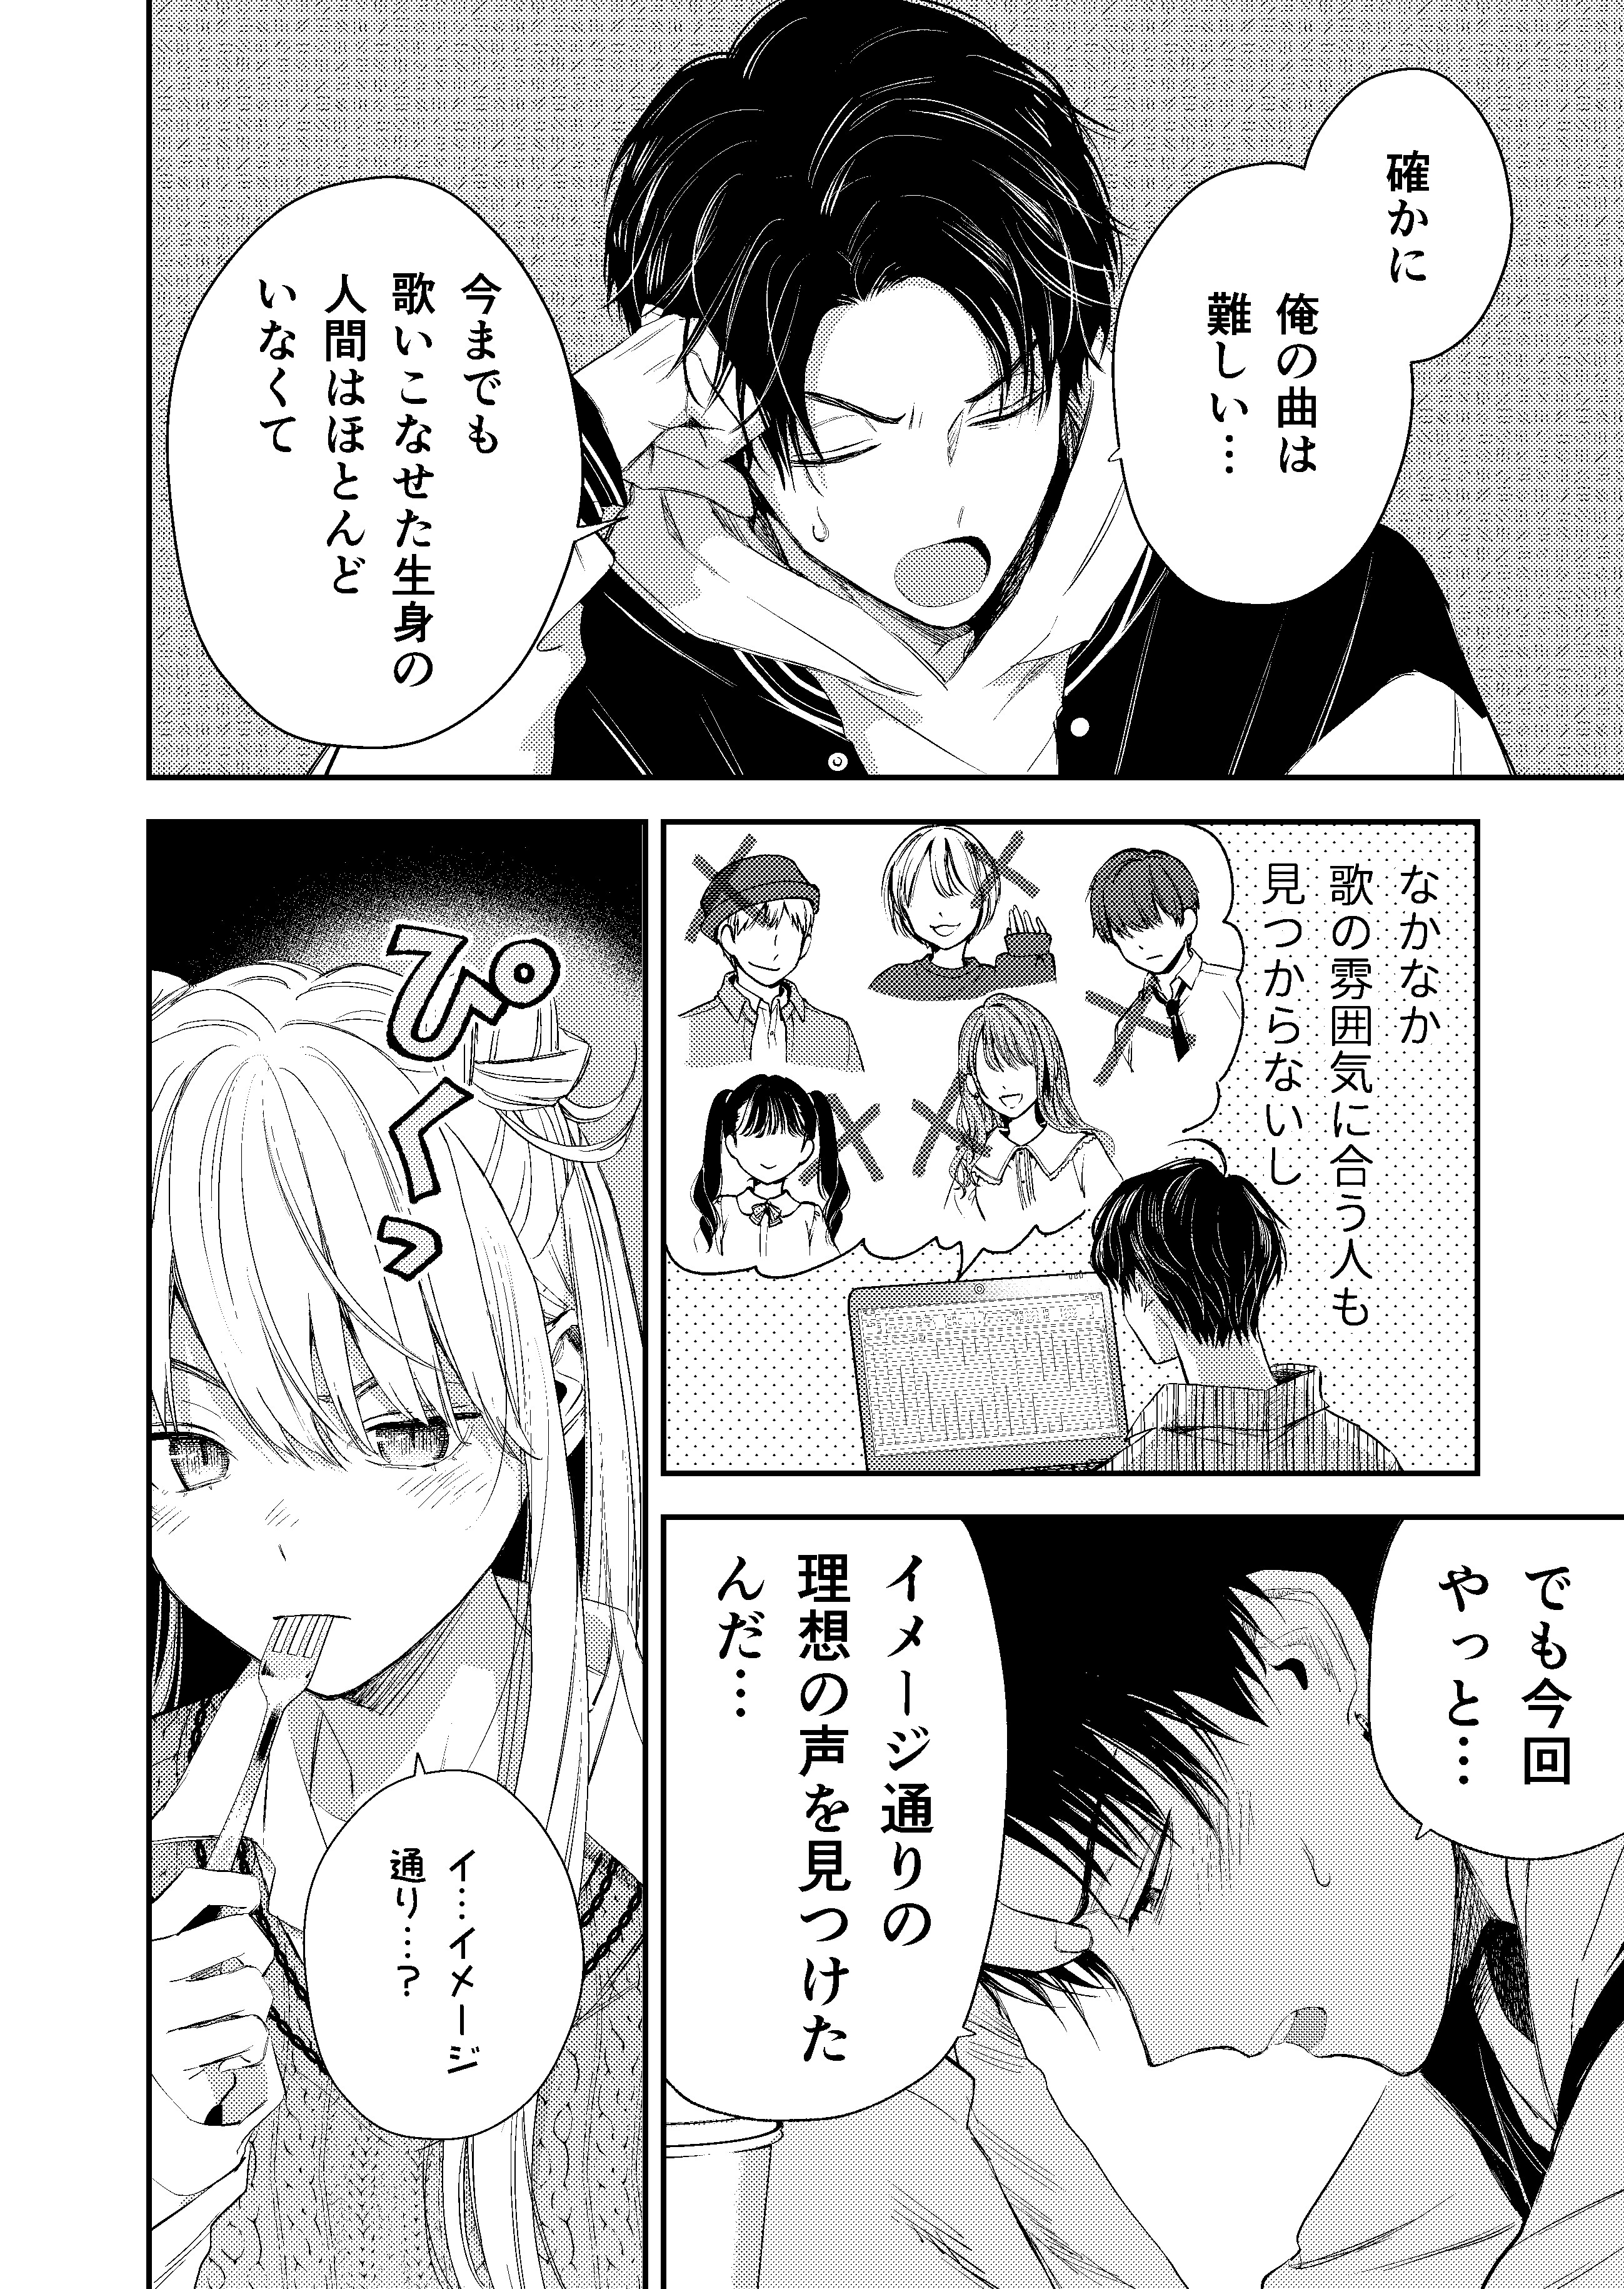 確かに
俺の曲は
難しい…
今までも
歌いこなせた生身の
人間はほとんど
いなくて
なかなか
歌の雰囲気に合う人も
見つからないし
でも今回
やっと…
イメージ通りの
理想の声を見つけた
んだ…
ぴくーっ
イ…イメージ
通り…？